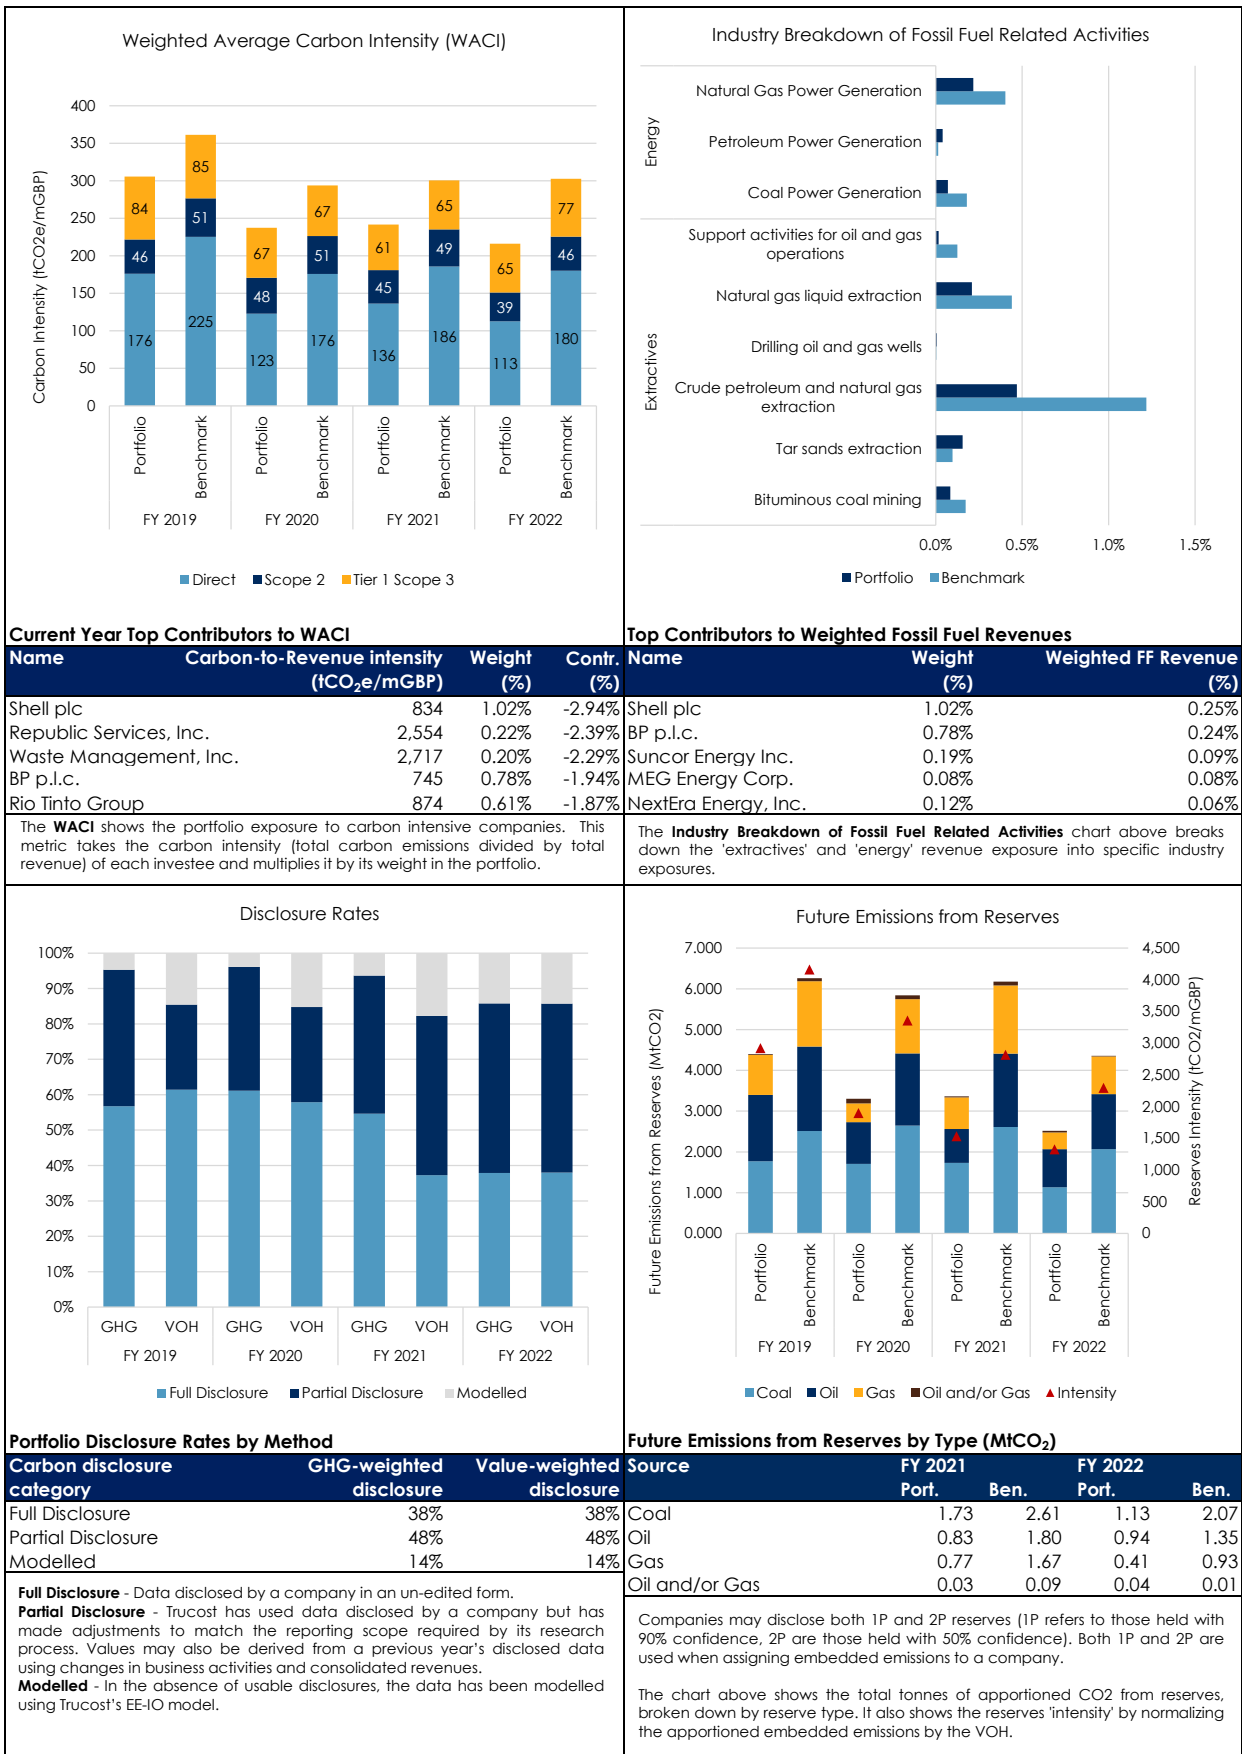 Weighted Average Carbon Intensity (WACI)
Carbon Intensity (tCO2e/mGBP)
400
350
300
250
200
150
100
50
0
84
46
176
85
51
225
67
48
123
67
51
176
61
45
136
65
49
186
65
39
113
77
46
180
Portfolio
Benchmark
Portfolio
Benchmark
Portfolio
Benchmark
Portfolio
Benchmark
FY 2019
FY 2020
FY 2021
FY 2022
Direct
Scope 2
Tier 1 Scope 3
Industry Breakdown of Fossil Fuel Related Activities
Energy
Natural Gas Power Generation
Petroleum Power Generation
Coal Power Generation
Extractives
Support activities for oil and gas
operations
Natural gas liquid extraction
Drilling oil and gas wells
Crude petroleum and natural gas
extraction
Tar sands extraction
Bituminous coal mining
0.0%
0.5%
1.0%
1.5%
Portfolio
Benchmark
Current Year Top Contributors to WACI
Name Carbon-to-Revenue intensity Weight Contr.
(tCO2e/mGBP) (%) (%)
Shell plc 834 1.02% -2.94%
Republic Services, Inc. 2,554 0.22% -2.39%
Waste Management, Inc. 2,717 0.20% -2.29%
BP p.l.c. 745 0.78% -1.94%
Rio Tinto Group 874 0.61% -1.87%
The WACI shows the portfolio exposure to carbon intensive companies. This
metric takes the carbon intensity (total carbon emissions divided by total
revenue) of each investee and multiplies it by its weight in the portfolio.
Top Contributors to Weighted Fossil Fuel Revenues
Name Weight Weighted FF Revenue
(%) (%)
Shell plc 1.02% 0.25%
BP p.l.c. 0.78% 0.24%
Suncor Energy Inc. 0.19% 0.09%
MEG Energy Corp. 0.08% 0.08%
NextEra Energy, Inc. 0.12% 0.06%
The Industry Breakdown of Fossil Fuel Related Activities chart above breaks
down the 'extractives' and 'energy' revenue exposure into specific industry
exposures.
Disclosure Rates
100%
90%
80%
70%
60%
50%
40%
30%
20%
10%
0%
GHG VOH GHG VOH GHG VOH GHG VOH
FY 2019 FY 2020 FY 2021 FY 2022
Full Disclosure
Partial Disclosure
Modelled
Future Emissions from Reserves
Future Emissions from Reserves (MtCO2)
7.000
6.000
5.000
4.000
3.000
2.000
1.000
0.000
4,500
4,000
3,500
3,000
2,500
2,000
1,500
1,000
500
0
Reserves Intensity (tCO2/mGBP)
Portfolio
Benchmark
Portfolio
Benchmark
Portfolio
Benchmark
Portfolio
Benchmark
FY 2019
FY 2020
FY 2021
FY 2022
Coal
Oil
Gas
Oil and/or Gas
Intensity
Portfolio Disclosure Rates by Method
Carbon disclosure GHG-weighted Value-weighted
category disclosure disclosure
Full Disclosure 38% 38%
Partial Disclosure 48% 48%
Modelled 14% 14%
Full Disclosure - Data disclosed by a company in an un-edited form.
Partial Disclosure - Trucost has used data disclosed by a company but has
made adjustments to match the reporting scope required by its research
process. Values may also be derived from a previous year's disclosed data
using changes in business activities and consolidated revenues.
Modelled - In the absence of usable disclosures, the data has been modelled
using Trucost's EE-IO model.
Future Emissions from Reserves by Type (MtCO2)
Source FY 2021 FY 2022
Port. Ben. Port. Ben.
Coal 1.73 2.61 1.13 2.07
Oil 0.83 1.80 0.94 1.35
Gas 0.77 1.67 0.41 0.93
Oil and/or Gas 0.03 0.09 0.04 0.01
Companies may disclose both 1P and 2P reserves (1P refers to those held with
90% confidence, 2P are those held with 50% confidence). Both 1P and 2P are
used when assigning embedded emissions to a company.
The chart above shows the total tonnes of apportioned CO2 from reserves,
broken down by reserve type. It also shows the reserves 'intensity' by normalizing
the apportioned embedded emissions by the VOH.